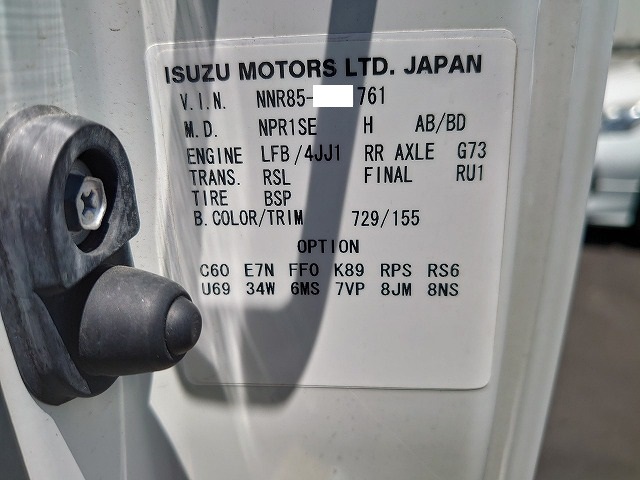 ISUZU MOTORS LTD. JAPAN
V.I.N. NNR85- 761
M.D. NPR1SE H AB/BD
ENGINE LFB/4JJ1 RR AXLE G73
TRANS. RSL FINAL RU1
TIRE BSP
B.COLOR/TRIM 729/155
OPTION
C60 E7N FF0 K89 RPS RS6
U69 34W 6MS 7VP 8JM 8NS